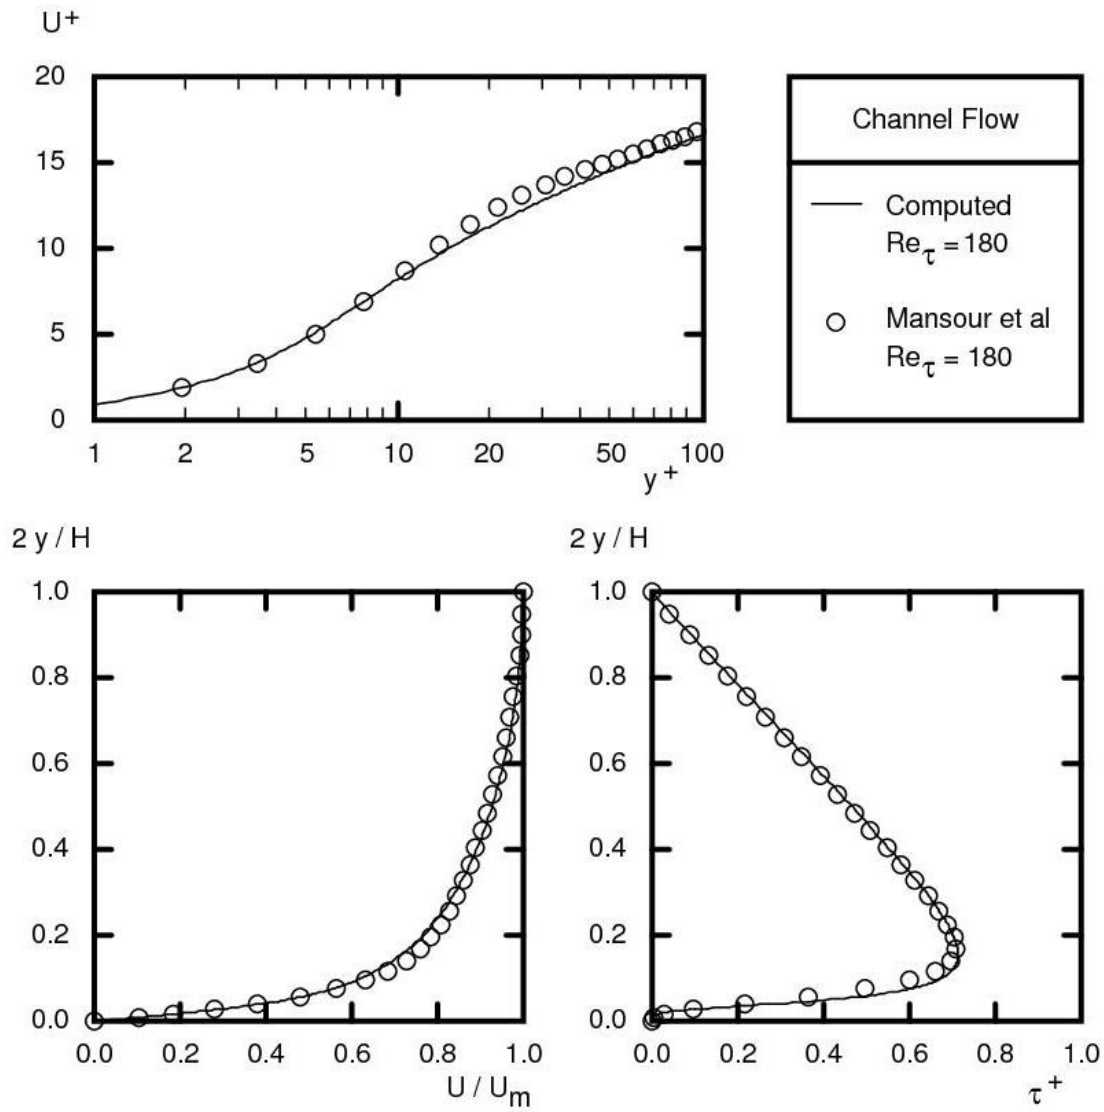 U⁺
20
15
10
5
0
1 2 5 10 20 50 100
y⁺
Channel Flow
Computed
Re_τ = 180
Mansour et al
Re_τ = 180
2 y / H
1.0
0.8
0.6
0.4
0.2
0.0
0.0 0.2 0.4 0.6 0.8 1.0
U / U_m
2 y / H
1.0
0.8
0.6
0.4
0.2
0.0
0.0 0.2 0.4 0.6 0.8 1.0
τ⁺